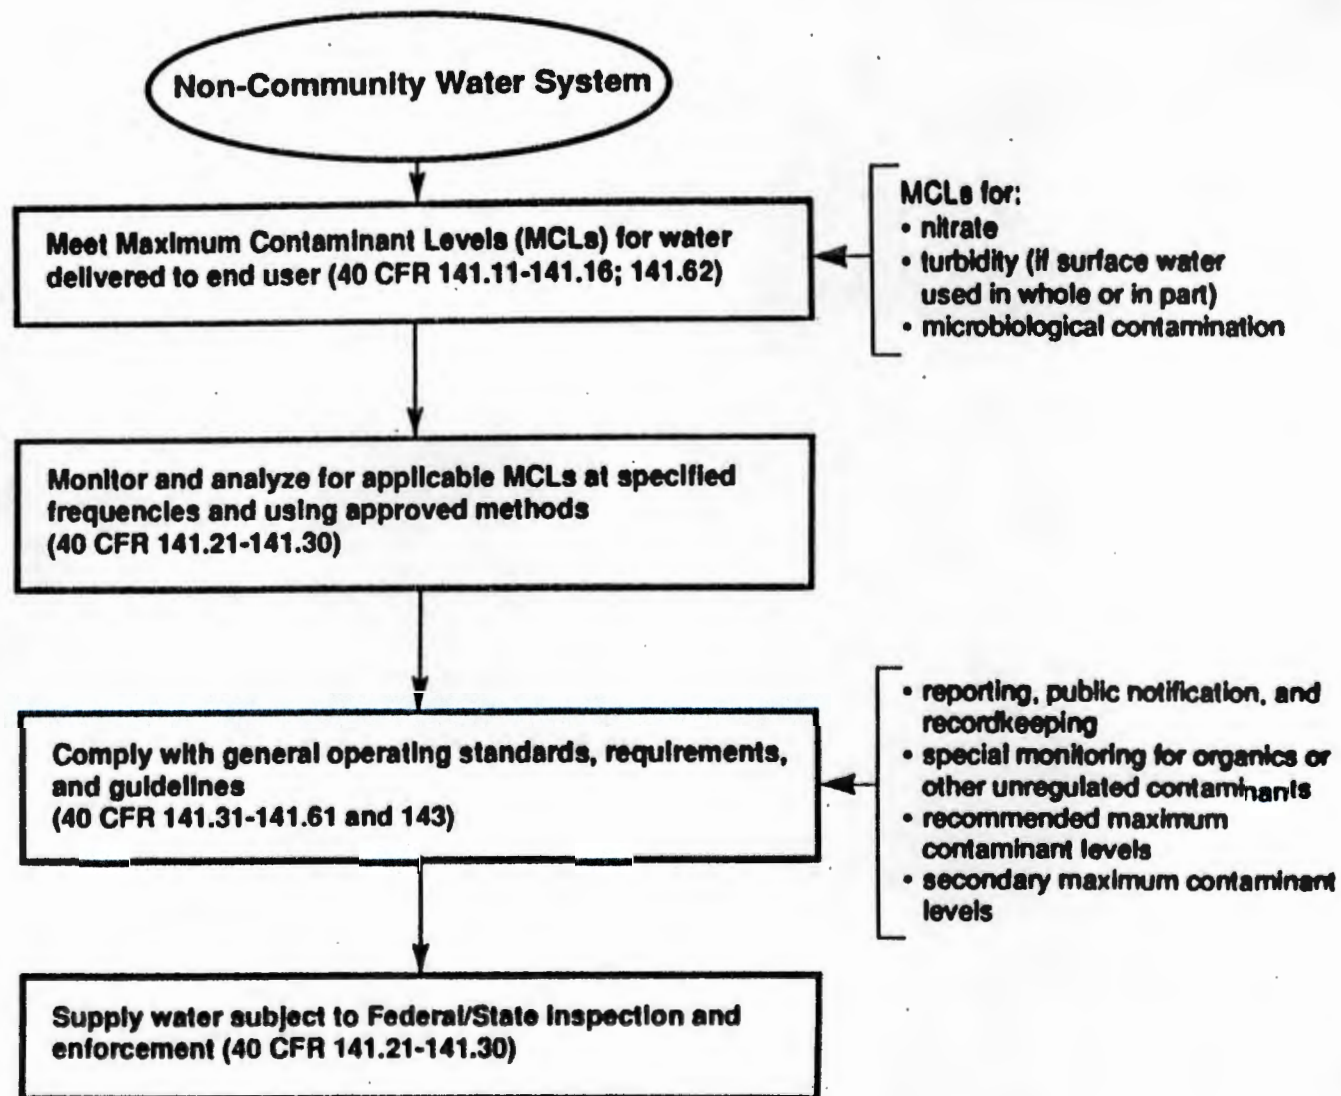 Non-Community Water System
Meet Maximum Contaminant Levels (MCLs) for water
delivered to end user (40 CFR 141.11-141.16; 141.62)
MCLs for:
• nitrate
• turbidity (if surface water
used in whole or in part)
• microbiological contamination
Monitor and analyze for applicable MCLs at specified
frequencies and using approved methods
(40 CFR 141.21-141.30)
Comply with general operating standards, requirements,
and guidelines
(40 CFR 141.31-141.61 and 143)
• reporting, public notification, and
recordkeeping
• special monitoring for organics or
other unregulated contaminants
• recommended maximum
contaminant levels
• secondary maximum contaminant
levels
Supply water subject to Federal/State inspection and
enforcement (40 CFR 141.21-141.30)